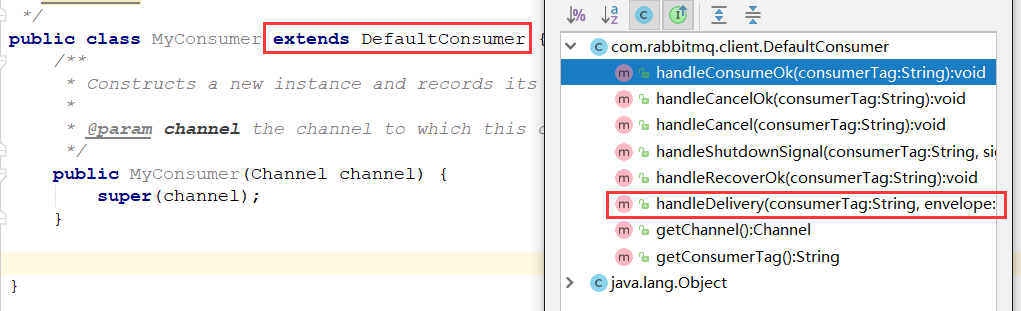 */
public class MyConsumer extends DefaultConsumer {
/**
* Constructs a new instance and records its
*
* @param channel the channel to which this
*/
public MyConsumer(Channel channel) {
super(channel);
}
}
com.rabbitmq.client.DefaultConsumer
handleConsumeOk(consumerTag:String):void
handleCancelOk(consumerTag:String):void
handleCancel(consumerTag:String):void
handleShutdownSignal(consumerTag:String, sig
handleRecoverOk(consumerTag:String):void
handleDelivery(consumerTag:String, envelope:
getChannel():Channel
getConsumerTag():String
java.lang.Object